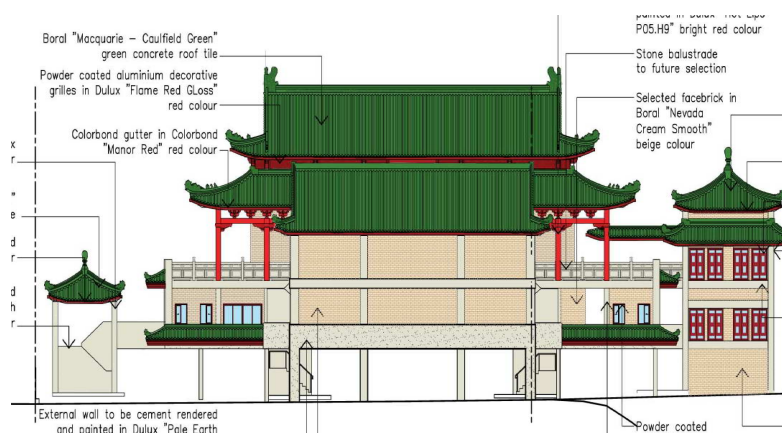 Boral "Macquarie – Caulfield Green"
green concrete roof tile
Powder coated aluminium decorative
grilles in Dulux "Flame Red GLoss"
red colour
Colorbond gutter in Colorbond
"Manor Red" red colour
painted in Dulux "Hot Lips
P05.H9" bright red colour
Stone balustrade
to future selection
Selected facebrick in
Boral "Nevada
Cream Smooth"
beige colour
x
r
"
e
d
r
d
h
r
External wall to be cement rendered
and painted in Dulux "Pale Earth
Powder coated